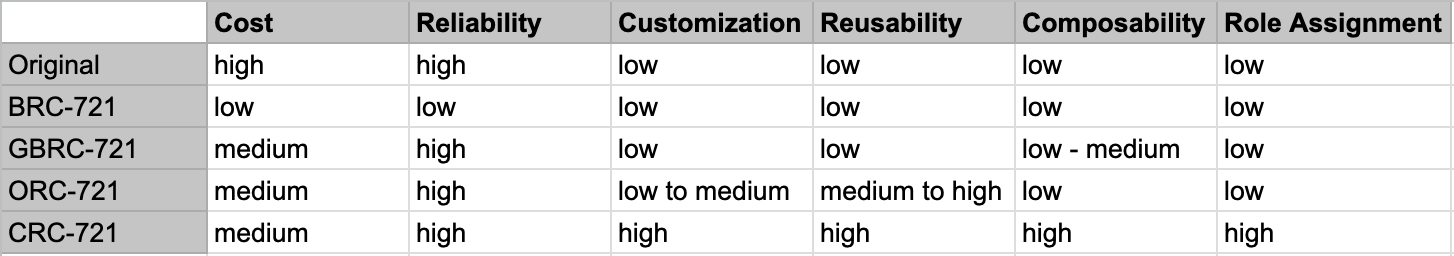 Cost Reliability Customization Reusability Composability Role Assignment
Original high high low low low low
BRC-721 low low low low low low
GBRC-721 medium high low low low - medium low
ORC-721 medium high low to medium medium to high low low
CRC-721 medium high high high high high